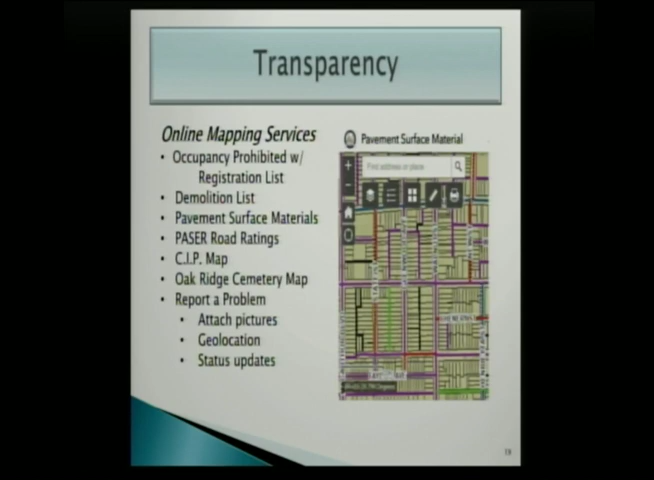 Transparency
Online Mapping Services
• Occupancy Prohibited w/
Registration List
• Demolition List
• Pavement Surface Materials
• PASER Road Ratings
• C.I.P. Map
• Oak Ridge Cemetery Map
• Report a Problem
• Attach pictures
• Geolocation
• Status updates
Pavement Surface Material
Find address or place